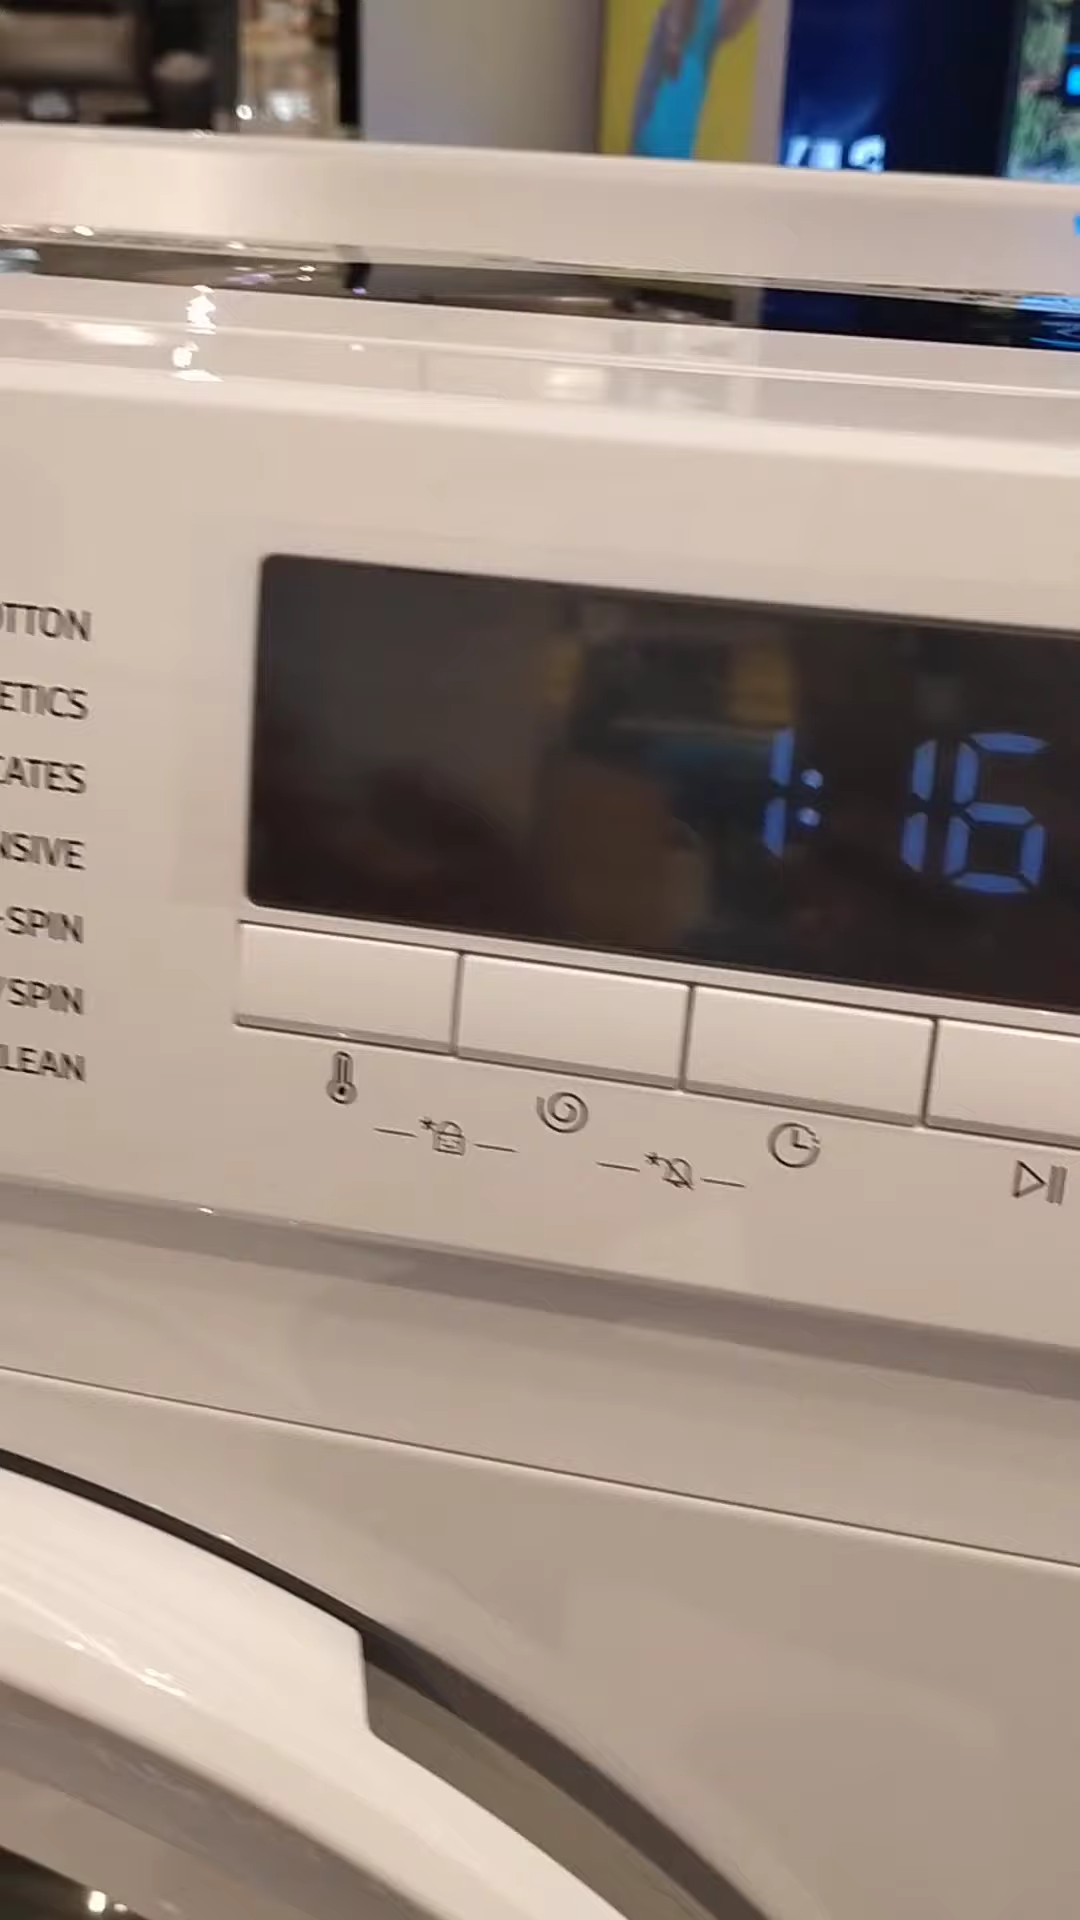 OTTON
ETICS
CATES
NSIVE
-SPIN
/SPIN
LEAN
1:16